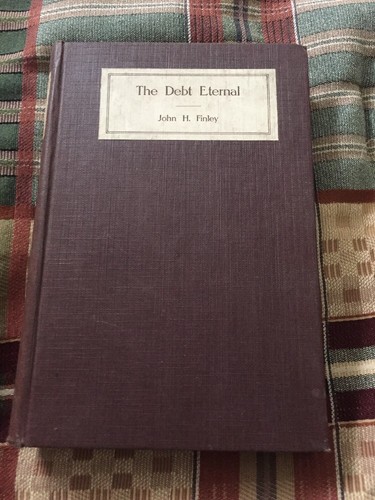 The Debt Eternal
John H. Finley